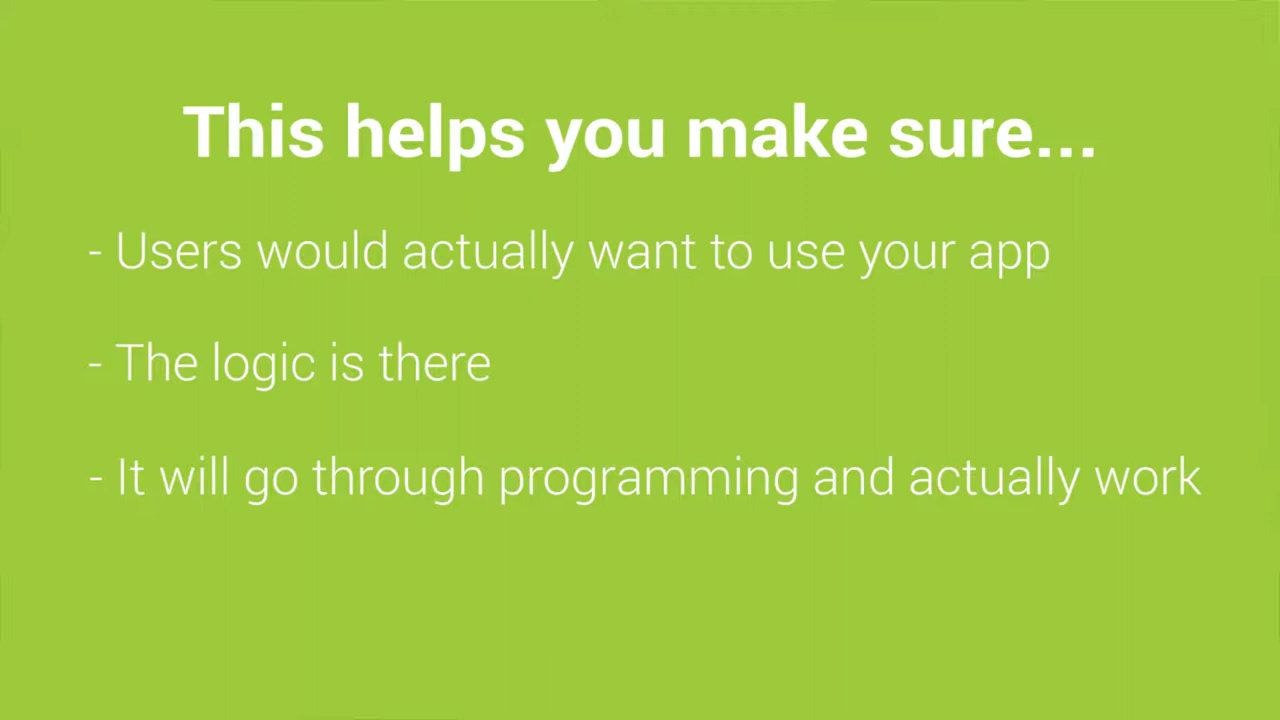 This helps you make sure...
- Users would actually want to use your app
- The logic is there
- It will go through programming and actually work